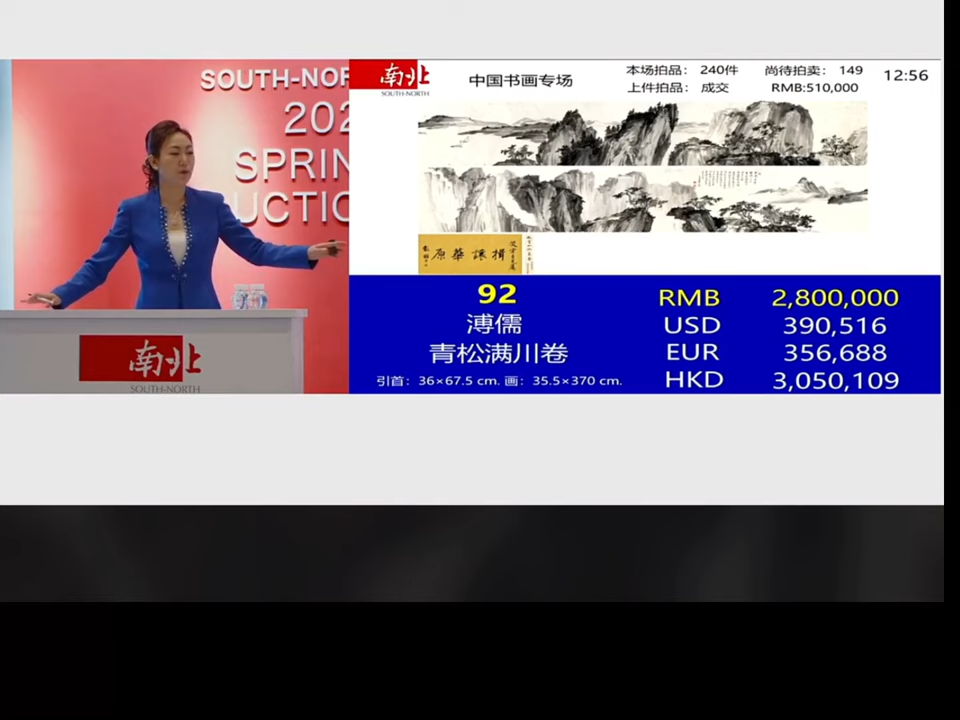 SOUTH-NOR
202
SPRIN
UCTIO
南北
SOUTH-NORTH
南北
SOUTH-NORTH
中国书画专场
本场拍品： 240件 尚待拍卖： 149
上件拍品： 成交 RMB:510,000
12:56
92
溥儒
青松满川卷
引首：36×67.5 cm. 画：35.5×370 cm.
RMB 2,800,000
USD 390,516
EUR 356,688
HKD 3,050,109